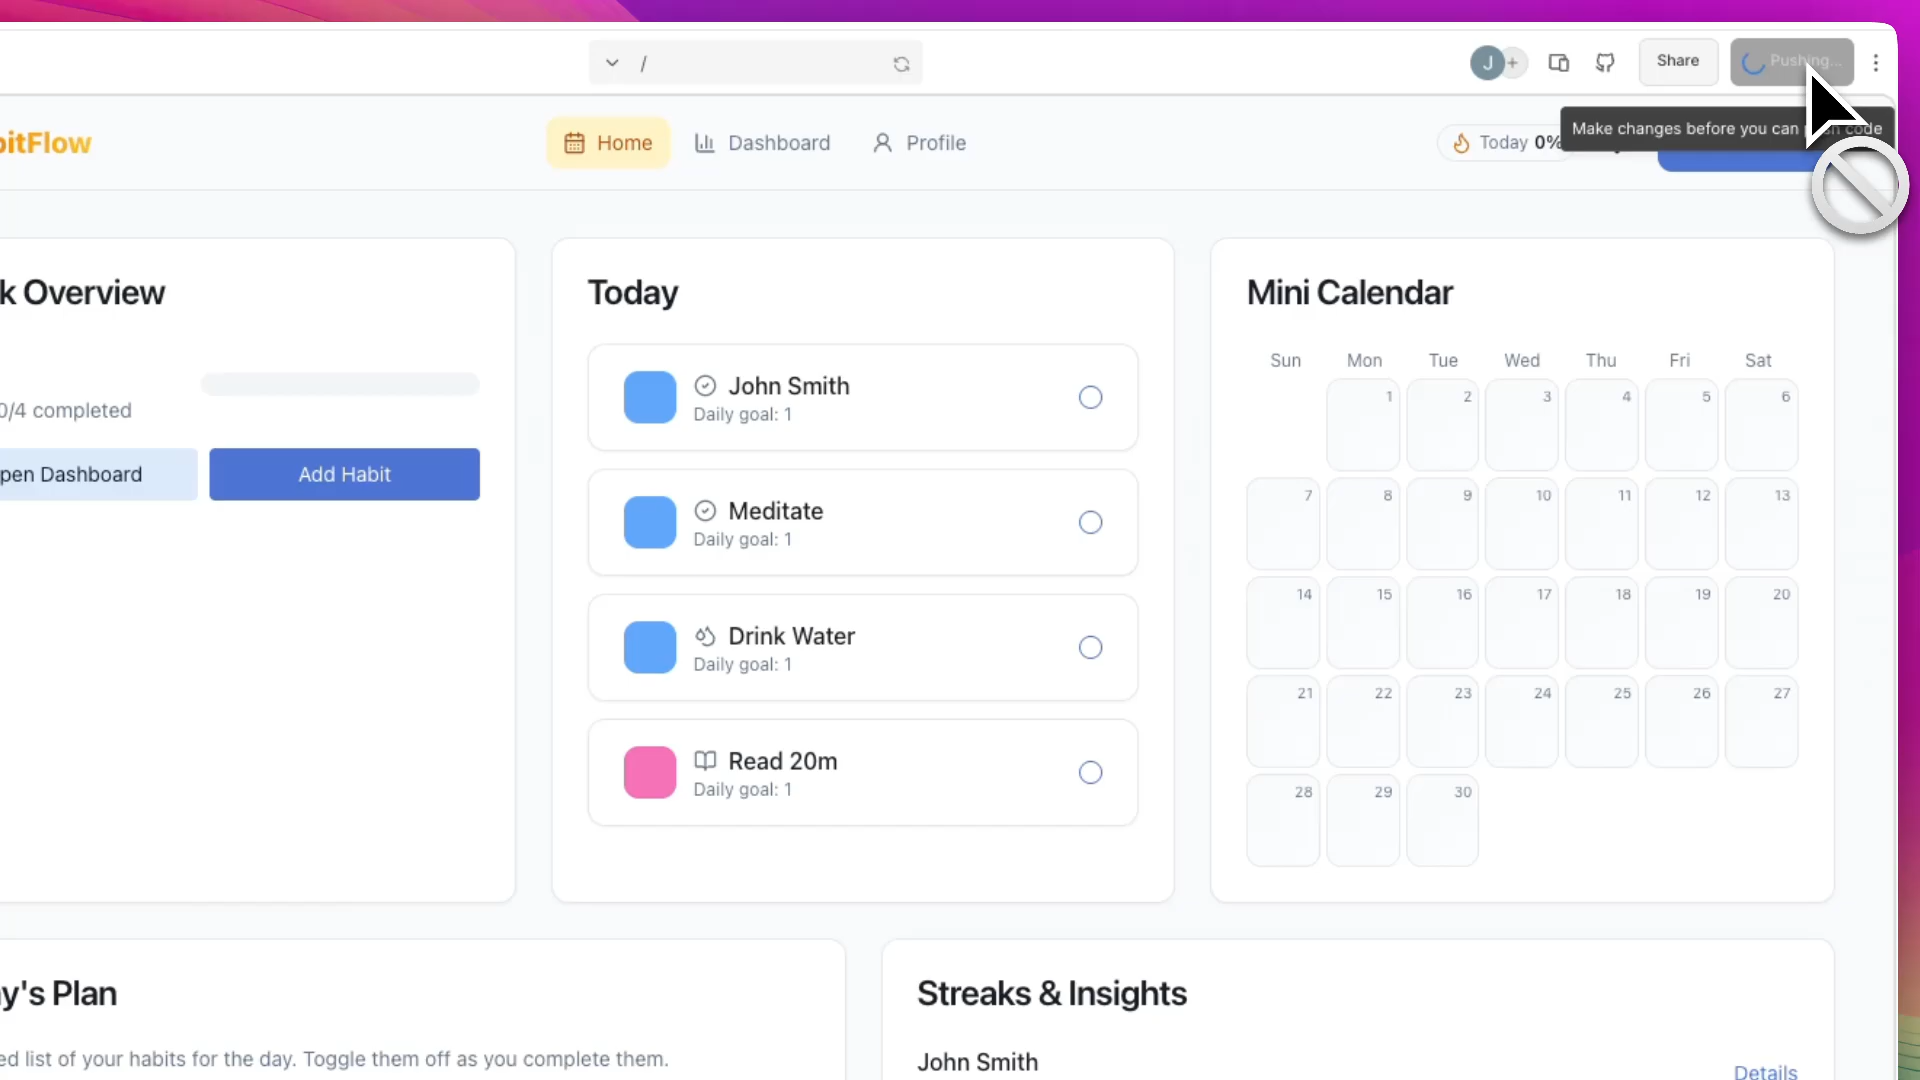 /
J
+
Share
Pushing...
Make changes before you can
code
bitFlow
Home
Dashboard
Profile
Today 0%
k Overview
0/4 completed
pen Dashboard
Add Habit
Today
John Smith
Daily goal: 1
Meditate
Daily goal: 1
Drink Water
Daily goal: 1
Read 20m
Daily goal: 1
Mini Calendar
Sun Mon Tue Wed Thu Fri Sat
1 2 3 4 5 6
7 8 9 10 11 12 13
14 15 16 17 18 19 20
21 22 23 24 25 26 27
28 29 30
y's Plan
ed list of your habits for the day. Toggle them off as you complete them.
Streaks & Insights
John Smith
Details